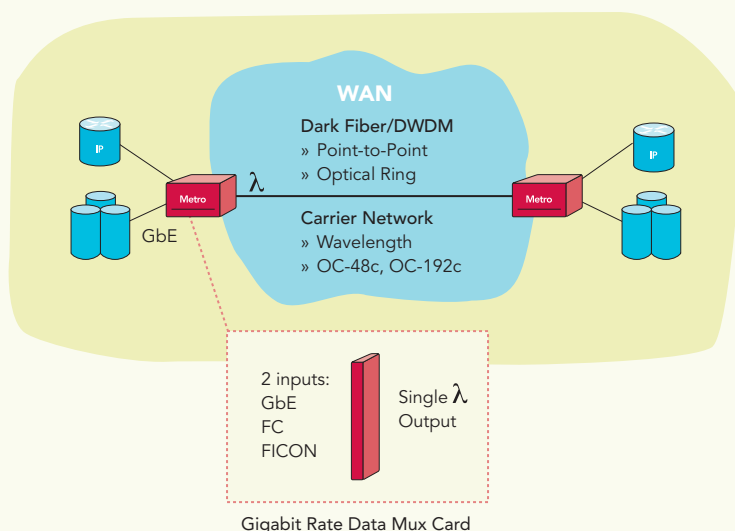 WAN
Dark Fiber/DWDM
» Point-to-Point
» Optical Ring
IP
IP
Metro
λ
Metro
GbE
Carrier Network
» Wavelength
» OC-48c, OC-192c
2 inputs:
GbE
FC
FICON
Single λ
Output
Gigabit Rate Data Mux Card